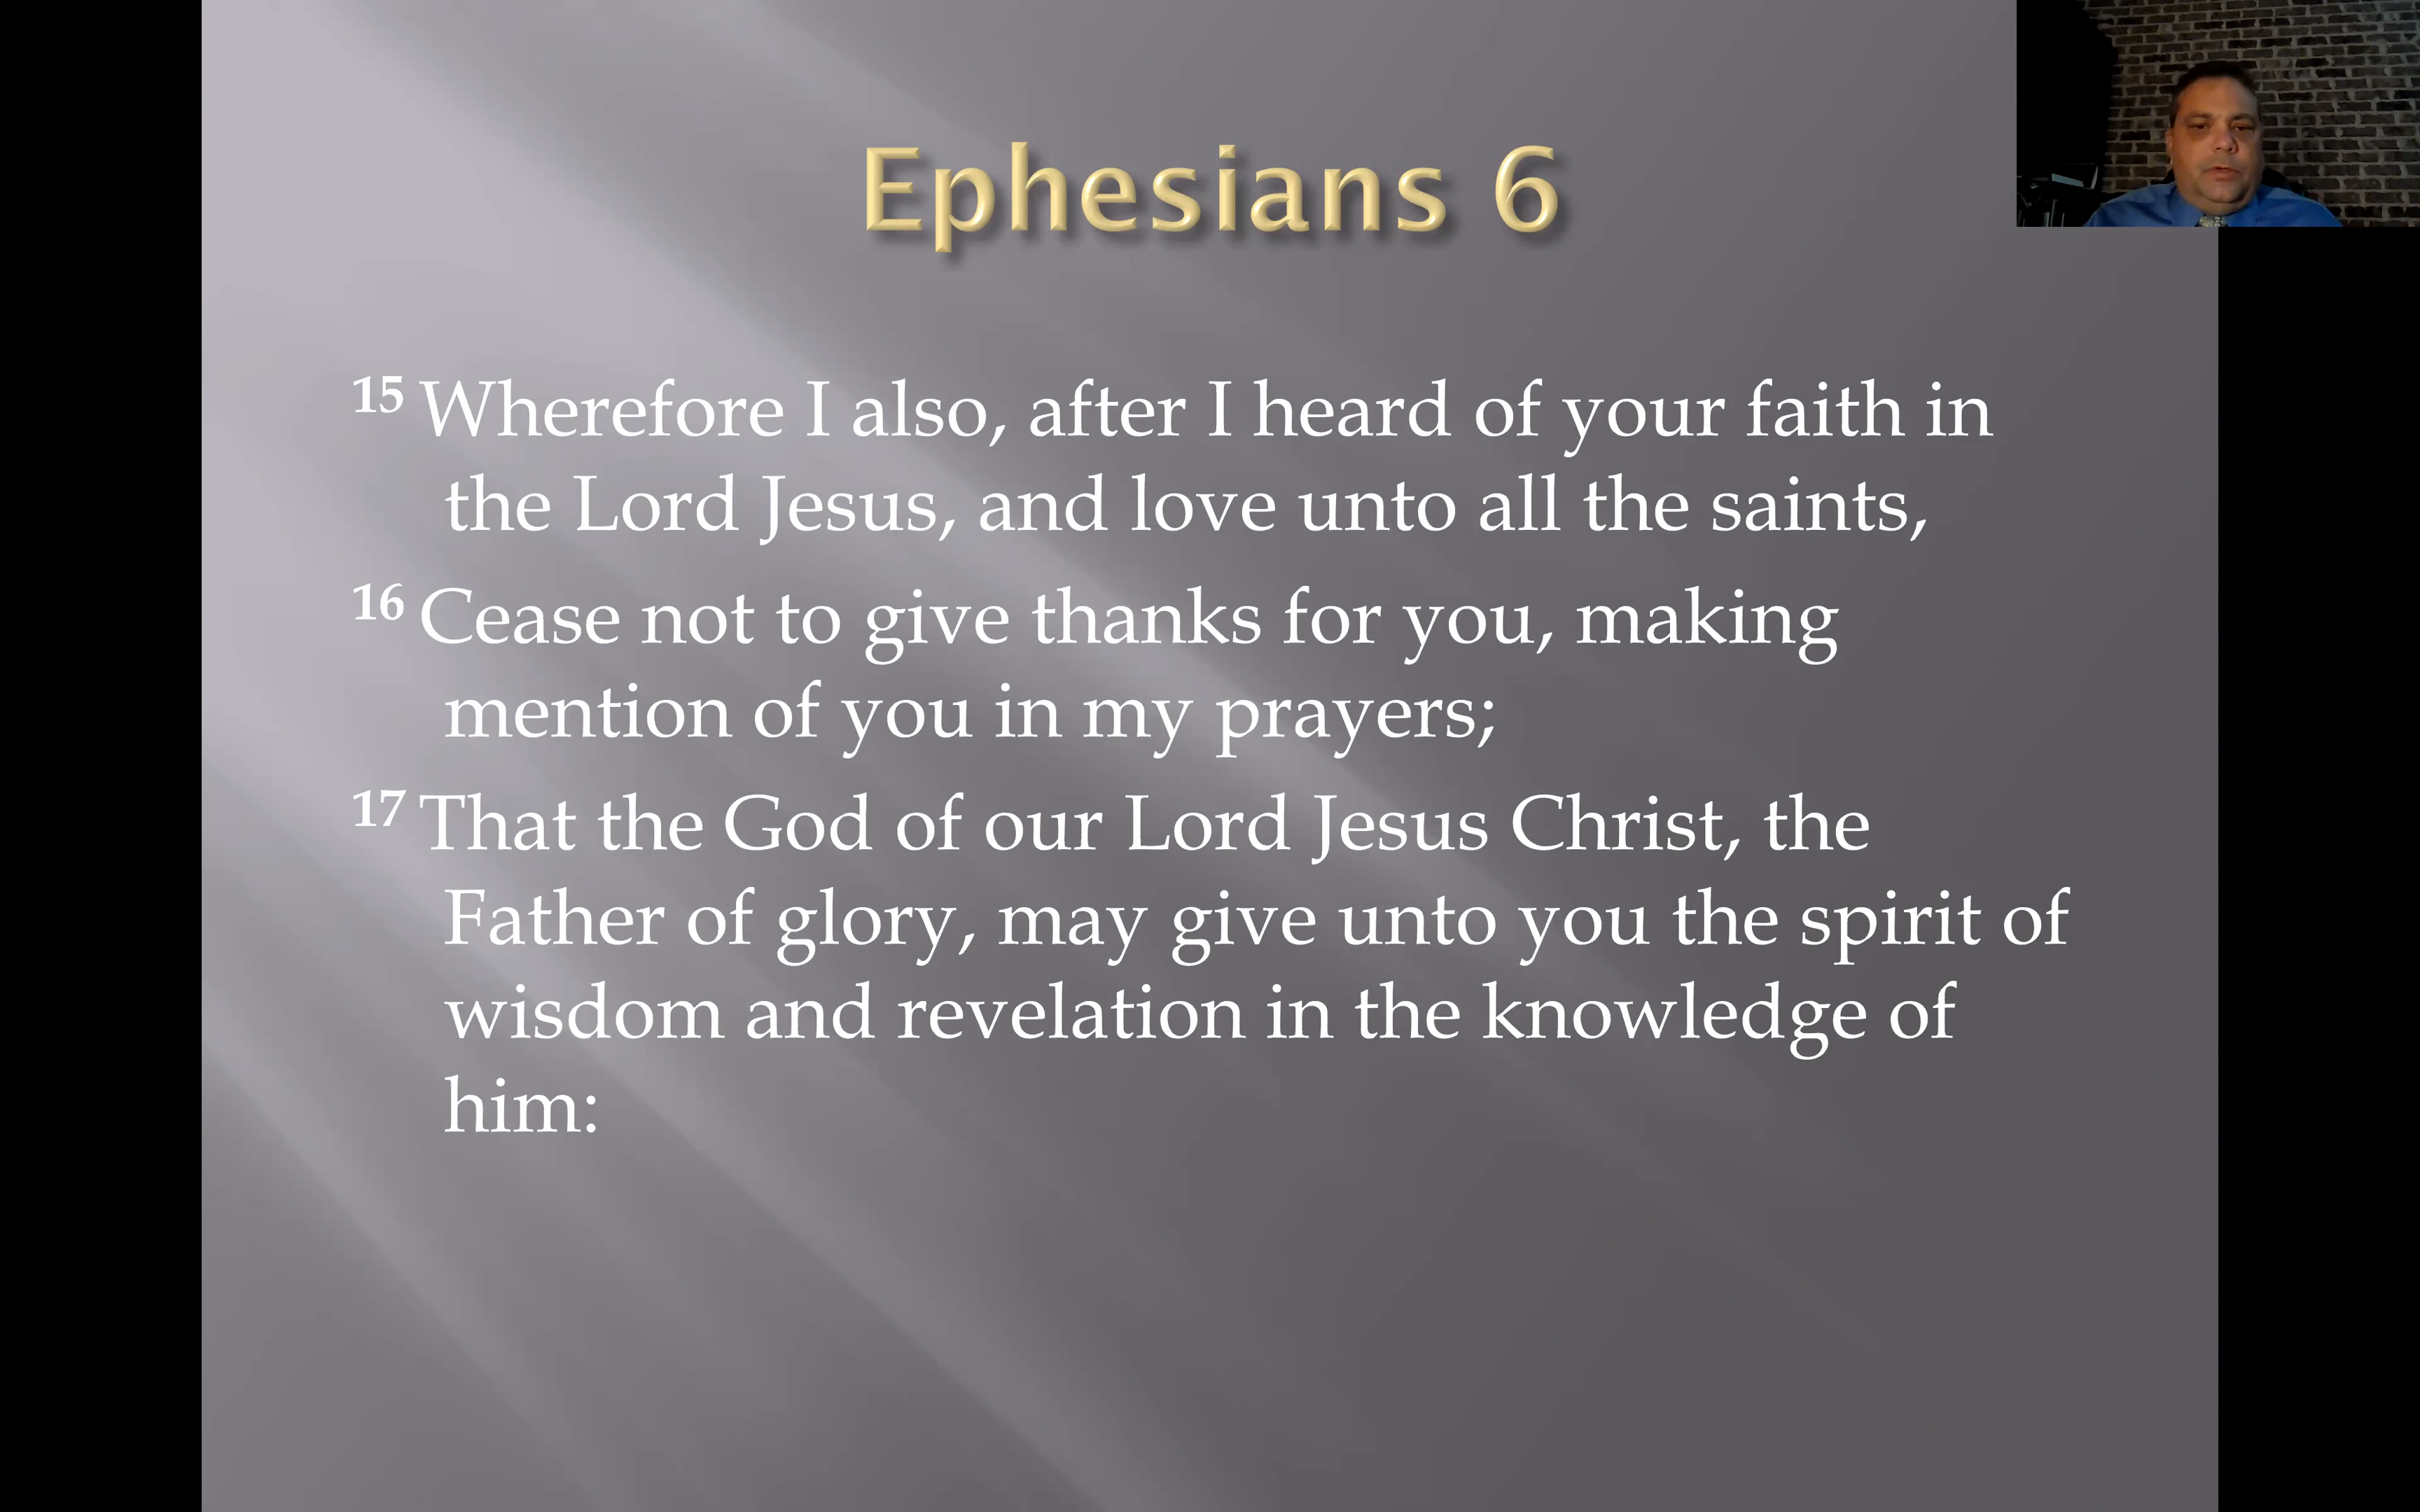 Ephesians 6
15 Wherefore I also, after I heard of your faith in
the Lord Jesus, and love unto all the saints,
16 Cease not to give thanks for you, making
mention of you in my prayers;
17 That the God of our Lord Jesus Christ, the
Father of glory, may give unto you the spirit of
wisdom and revelation in the knowledge of
him: